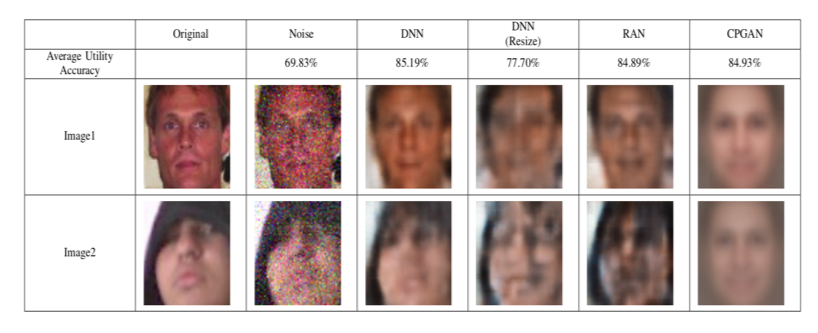 Original Noise DNN DNN (Resize) RAN CPGAN
Average Utility Accuracy 69.83% 85.19% 77.70% 84.89% 84.93%
Image1
Image2